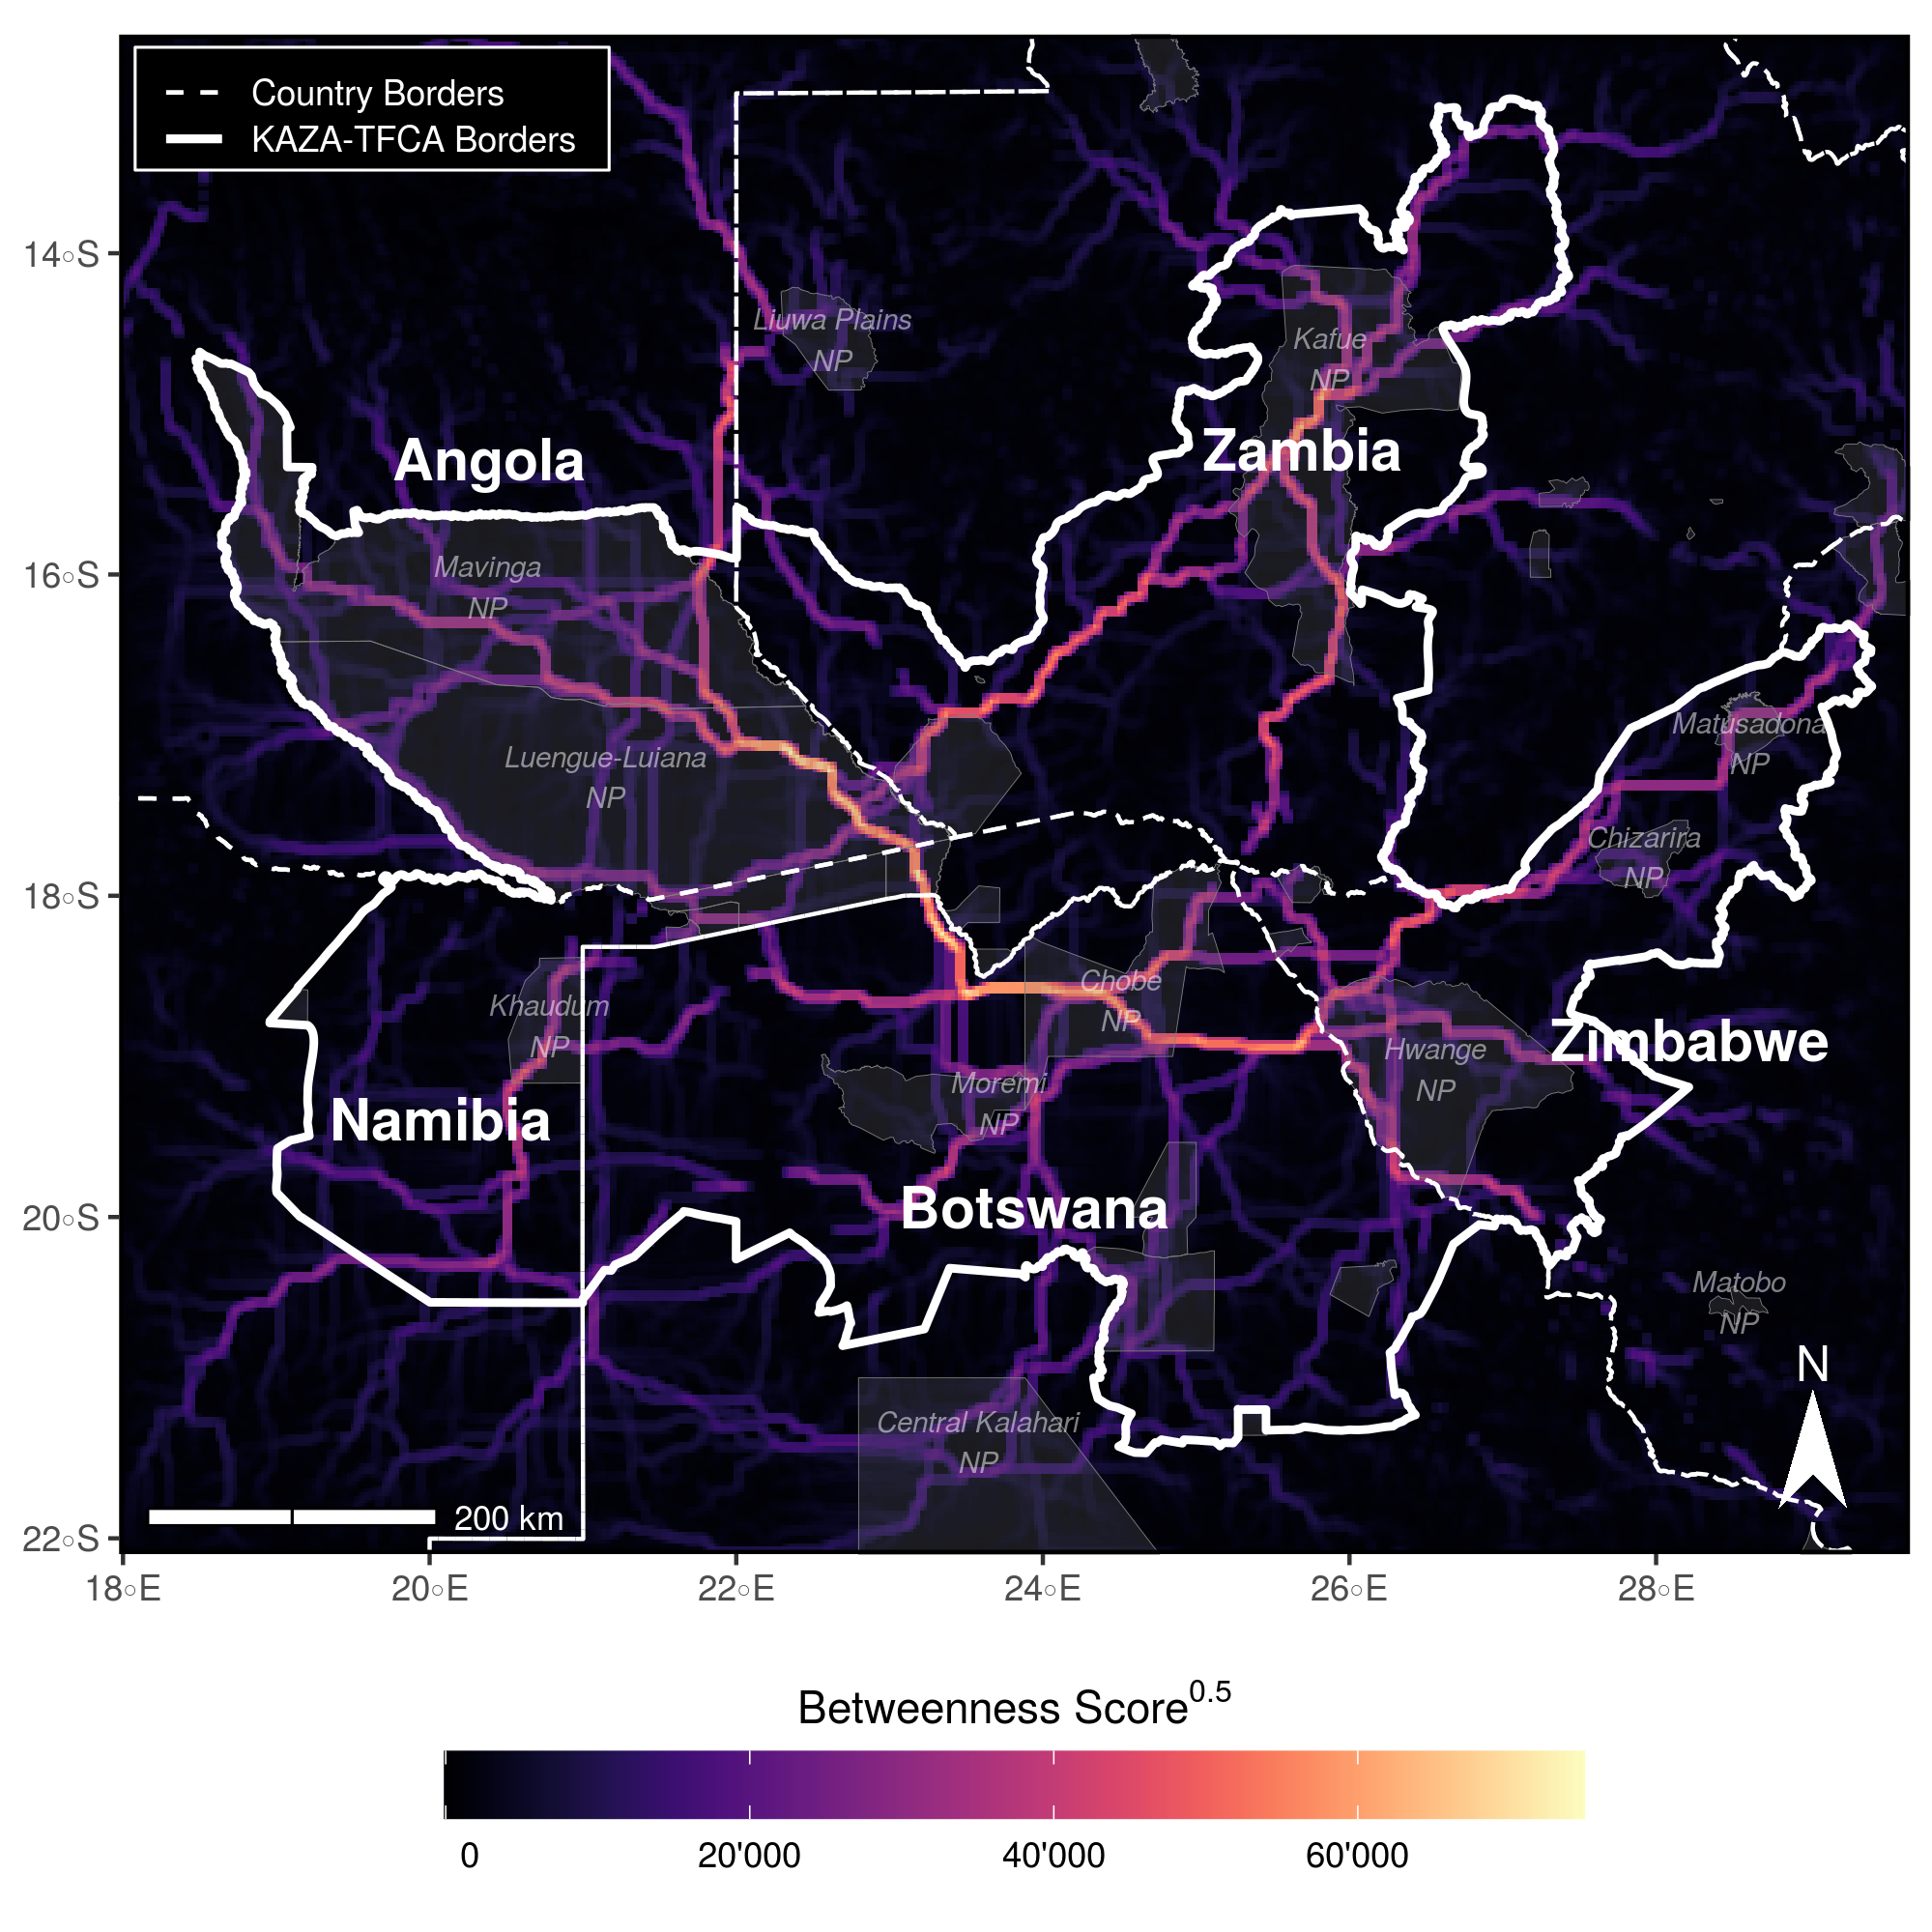 Country Borders
KAZA-TFCA Borders
14°S
16°S
18°S
20°S
22°S
18°E
20°E
22°E
24°E
26°E
28°E
Liuwa Plains
NP
Kafue
NP
Angola
Zambia
Mavinga
NP
Luengue-Luiana
NP
Matusadona
NP
Chizarira
NP
Khaudum
NP
Chobe
NP
Zimbabwe
Hwange
NP
Moremi
NP
Namibia
Botswana
Matobo
NP
Central Kalahari
NP
N
200 km
Betweenness Score^0.5
0
20'000
40'000
60'000